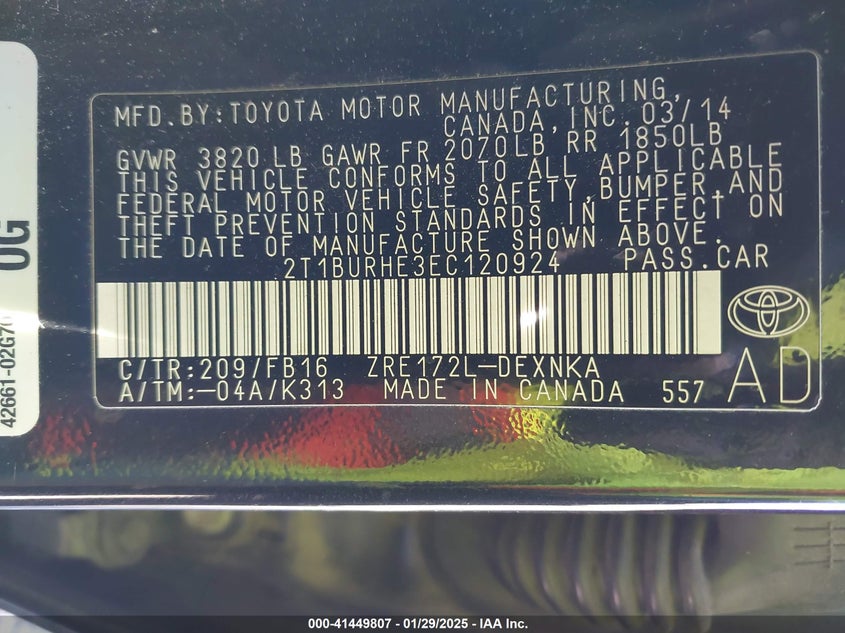 MFD.BY:TOYOTA MOTOR MANUFACTURING,
CANADA, INC. 03/14
GVWR 3820 LB GAWR FR 2070LB RR 1850LB
THIS VEHICLE CONFORMS TO ALL APPLICABLE
FEDERAL MOTOR VEHICLE SAFETY,BUMPER,AND
THEFT PREVENTION STANDARDS IN EFFECT ON
THE DATE OF MANUFACTURE SHOWN ABOVE.
2T1BURHE3EC120924 PASS.CAR
C/TR:209/FB16 ZRE172L-DEXNKA
A/TM:-04A/K313 MADE IN CANADA 557
AD
0G
000-41449807 - 01/29/2025 - IAA Inc.